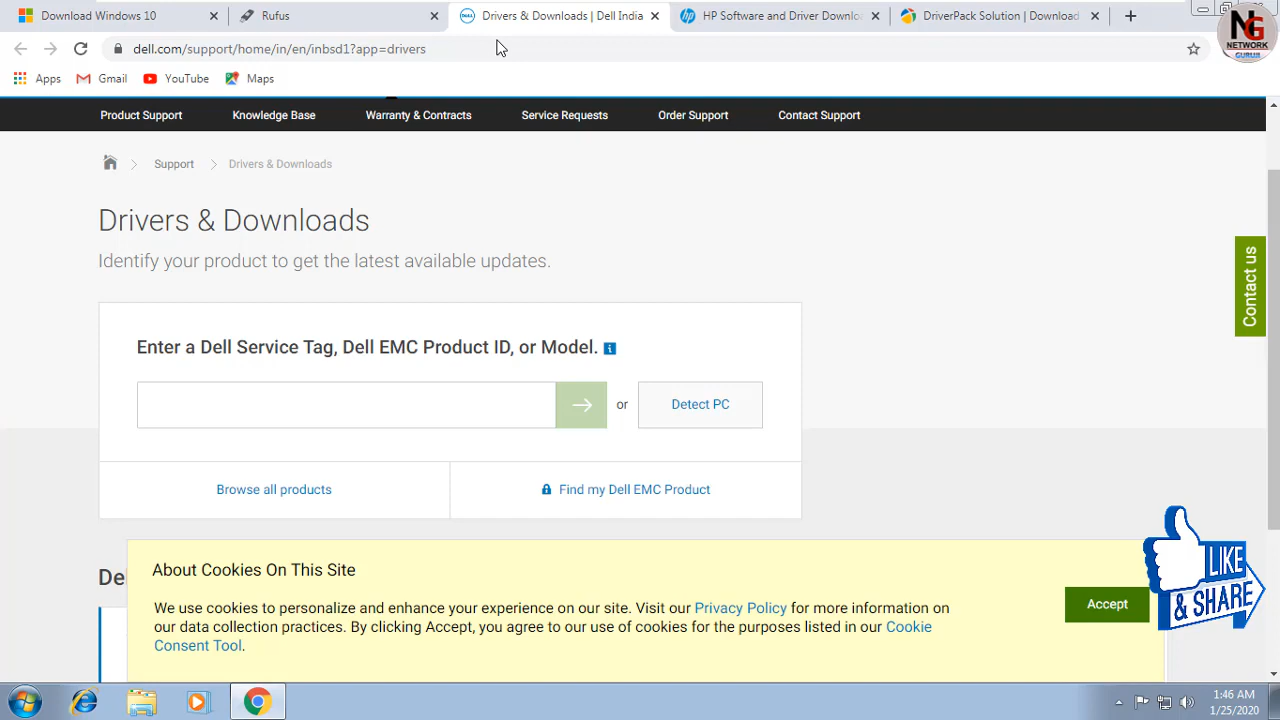 Download Windows 10
Rufus
Drivers & Downloads | Dell India
HP Software and Driver Downlo
DriverPack Solution | Download
dell.com/support/home/in/en/inbsd1?app=drivers
Apps
Gmail
YouTube
Maps
NG
NETWORK
GURUJI
Product Support
Knowledge Base
Warranty & Contracts
Service Requests
Order Support
Contact Support
Support
Drivers & Downloads
Drivers & Downloads
Identify your product to get the latest available updates.
Contact us
Enter a Dell Service Tag, Dell EMC Product ID, or Model.
or
Detect PC
Browse all products
Find my Dell EMC Product
De
About Cookies On This Site
We use cookies to personalize and enhance your experience on our site. Visit our Privacy Policy for more information on
our data collection practices. By clicking Accept, you agree to our use of cookies for the purposes listed in our Cookie
Consent Tool.
Accept
LIKE
& SHARE
1:46 AM
1/25/2020